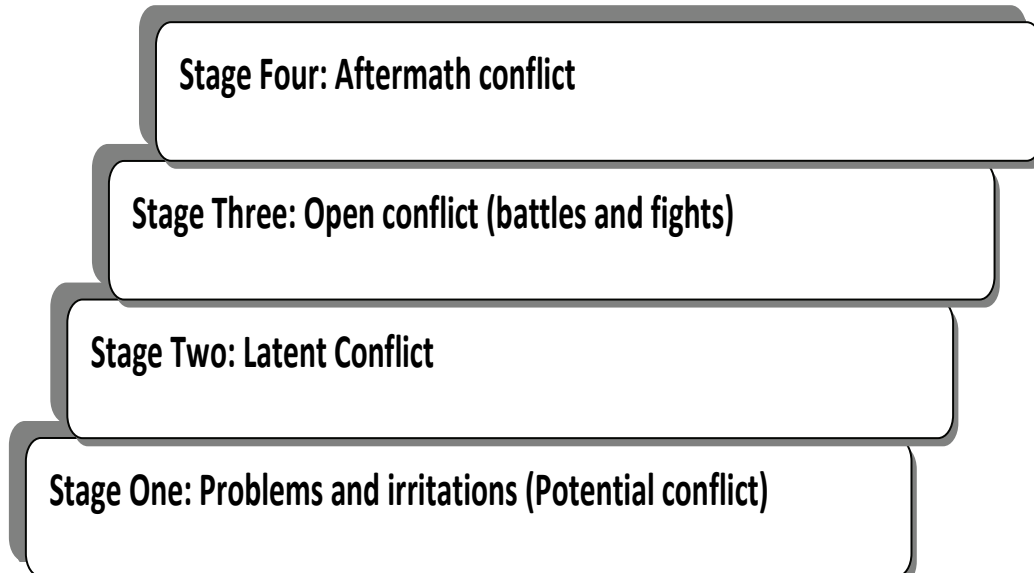 Stage Four: Aftermath conflict
Stage Three: Open conflict (battles and fights)
Stage Two: Latent Conflict
Stage One: Problems and irritations (Potential conflict)